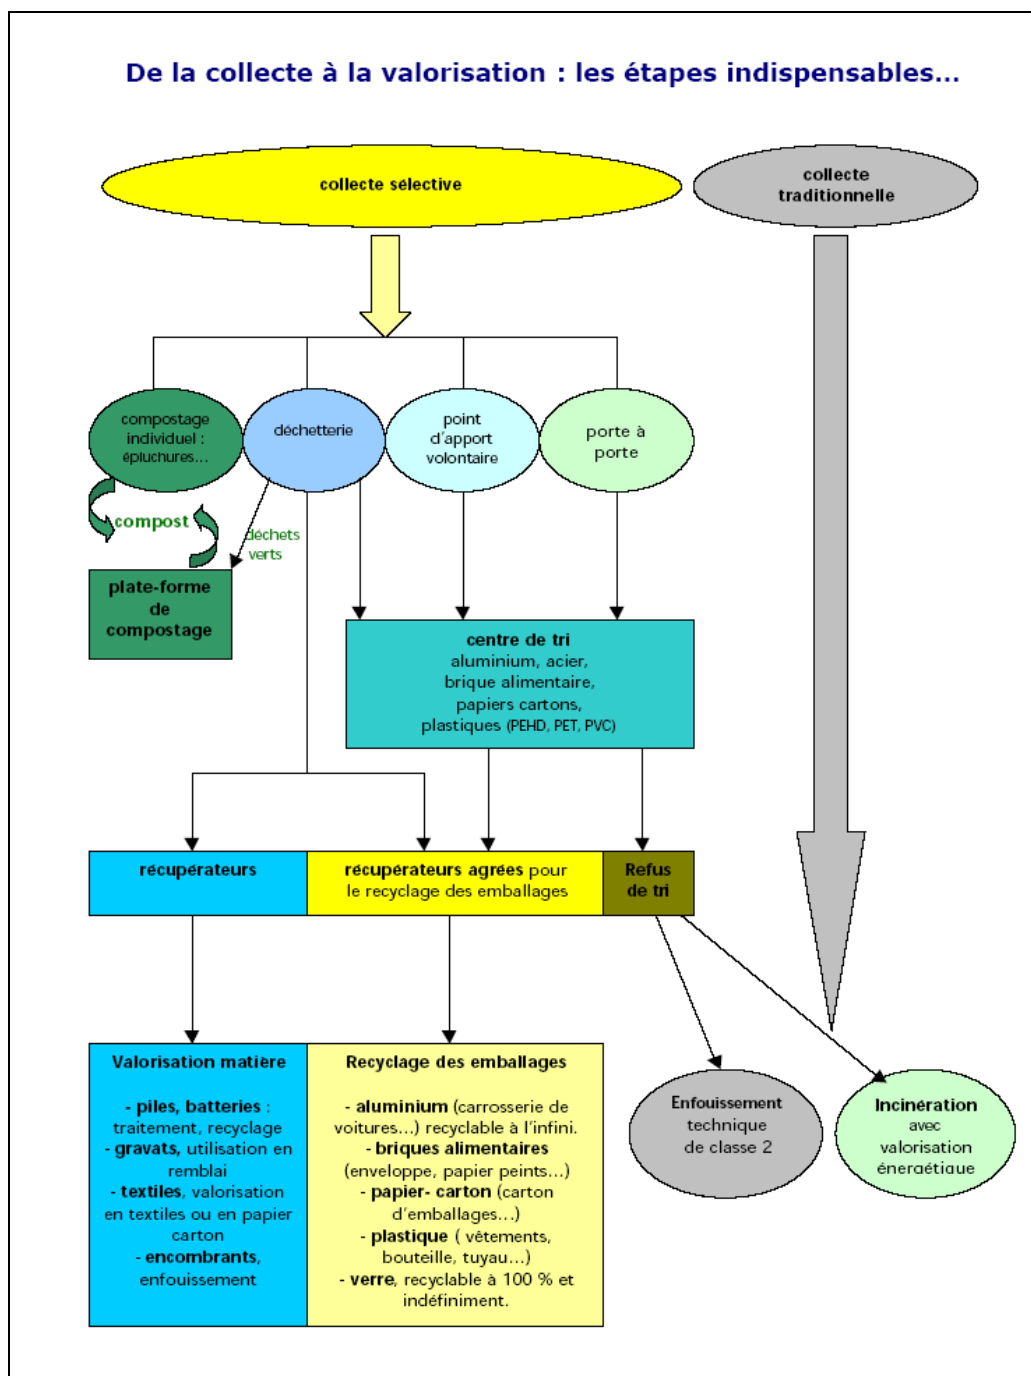 De la collecte à la valorisation : les étapes indispensables...
collecte sélective
collecte
traditionnelle
compostage
individuel :
épluchures...
déchetterie
point
d'apport
volontaire
porte à
porte
compost
déchets
verts
plate-forme
de
compostage
centre de tri
aluminium, acier,
brique alimentaire,
papiers cartons,
plastiques (PEHD, PET, PVC)
récupérateurs
récupérateurs agrées pour
le recyclage des emballages
Refus
de tri
Valorisation matière
- piles, batteries :
traitement, recyclage
- gravats, utilisation en
remblai
- textiles, valorisation
en textiles ou en papier
carton
- encombrants,
enfouissement
Recyclage des emballages
- aluminium (carrosserie de
voitures...) recyclable à l'infini.
- briques alimentaires
(enveloppe, papier peints...)
- papier- carton (carton
d'emballages...)
- plastique ( vêtements,
bouteille, tuyau...)
- verre, recyclable à 100 % et
indéfiniment.
Enfouissement
technique
de classe 2
Incinération
avec
valorisation
énergétique